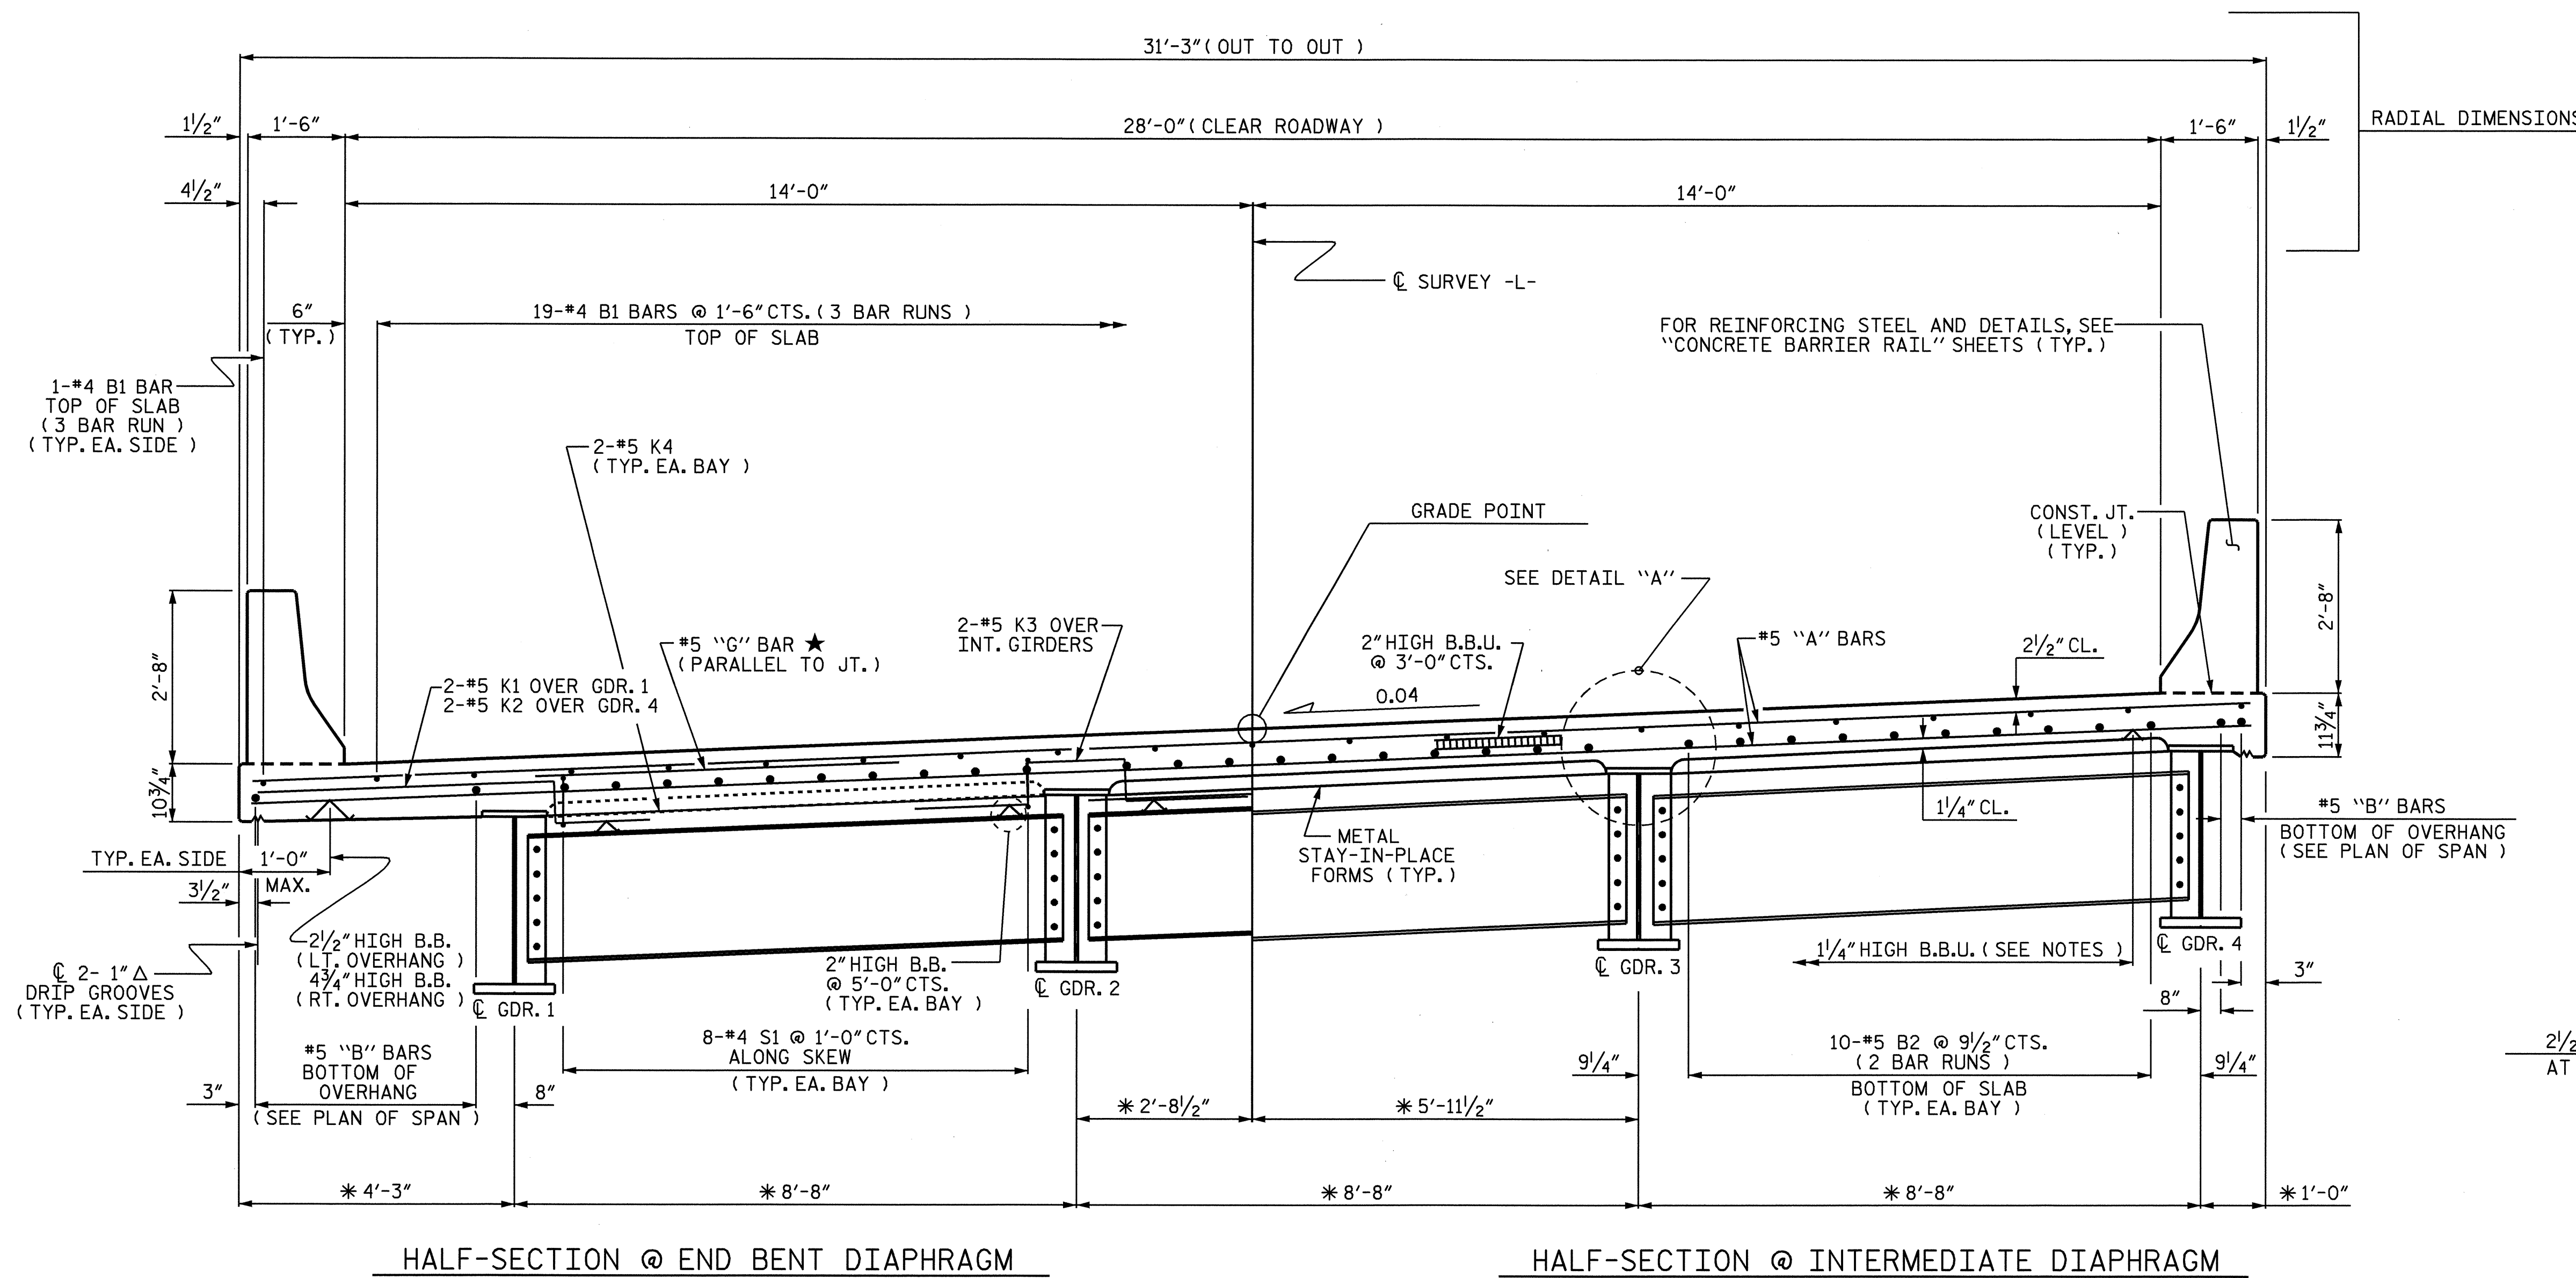 31'-3" (OUT TO OUT )
RADIAL DIMENSIONS
1½" 1'-6" 28'-0" ( CLEAR ROADWAY ) 1'-6" 1½"
4½" 14'-0" 14'-0"
℄ SURVEY -L-
6"
( TYP. )
19-#4 B1 BARS @ 1'-6" CTS. ( 3 BAR RUNS )
TOP OF SLAB
FOR REINFORCING STEEL AND DETAILS, SEE
"CONCRETE BARRIER RAIL" SHEETS ( TYP. )
1-#4 B1 BAR
TOP OF SLAB
( 3 BAR RUN )
( TYP. EA. SIDE )
2-#5 K4
( TYP. EA. BAY )
GRADE POINT
CONST. JT.
( LEVEL )
( TYP. )
SEE DETAIL "A"
2'-8"
10¾"
2-#5 K1 OVER GDR. 1
2-#5 K2 OVER GDR. 4
#5 "G" BAR ★
( PARALLEL TO JT. )
2-#5 K3 OVER
INT. GIRDERS
2" HIGH B.B.U.
@ 3'-0" CTS.
0.04
#5 "A" BARS
2½" CL.
2'-8"
11¾"
1¼" CL.
METAL
STAY-IN-PLACE
FORMS ( TYP. )
#5 "B" BARS
BOTTOM OF OVERHANG
( SEE PLAN OF SPAN )
TYP. EA. SIDE 1'-0"
MAX.
3½"
2½" HIGH B.B.
( LT. OVERHANG )
4¾" HIGH B.B.
( RT. OVERHANG )
℄ 2- 1" △
DRIP GROOVES
( TYP. EA. SIDE )
℄ GDR. 1
2" HIGH B.B.
@ 5'-0" CTS.
( TYP. EA. BAY )
℄ GDR. 2
℄ GDR. 3
1¼" HIGH B.B.U. ( SEE NOTES )
℄ GDR. 4
3"
8"
#5 "B" BARS
BOTTOM OF
OVERHANG
( SEE PLAN OF SPAN )
3"
8"
8-#4 S1 @ 1'-0" CTS.
ALONG SKEW
( TYP. EA. BAY )
9¼"
10-#5 B2 @ 9½" CTS.
( 2 BAR RUNS )
BOTTOM OF SLAB
( TYP. EA. BAY )
9¼"
2½
AT
✳ 2'-8½" ✳ 5'-11½"
✳ 4'-3" ✳ 8'-8" ✳ 8'-8" ✳ 8'-8" ✳ 1'-0"
HALF-SECTION @ END BENT DIAPHRAGM
HALF-SECTION @ INTERMEDIATE DIAPHRAGM